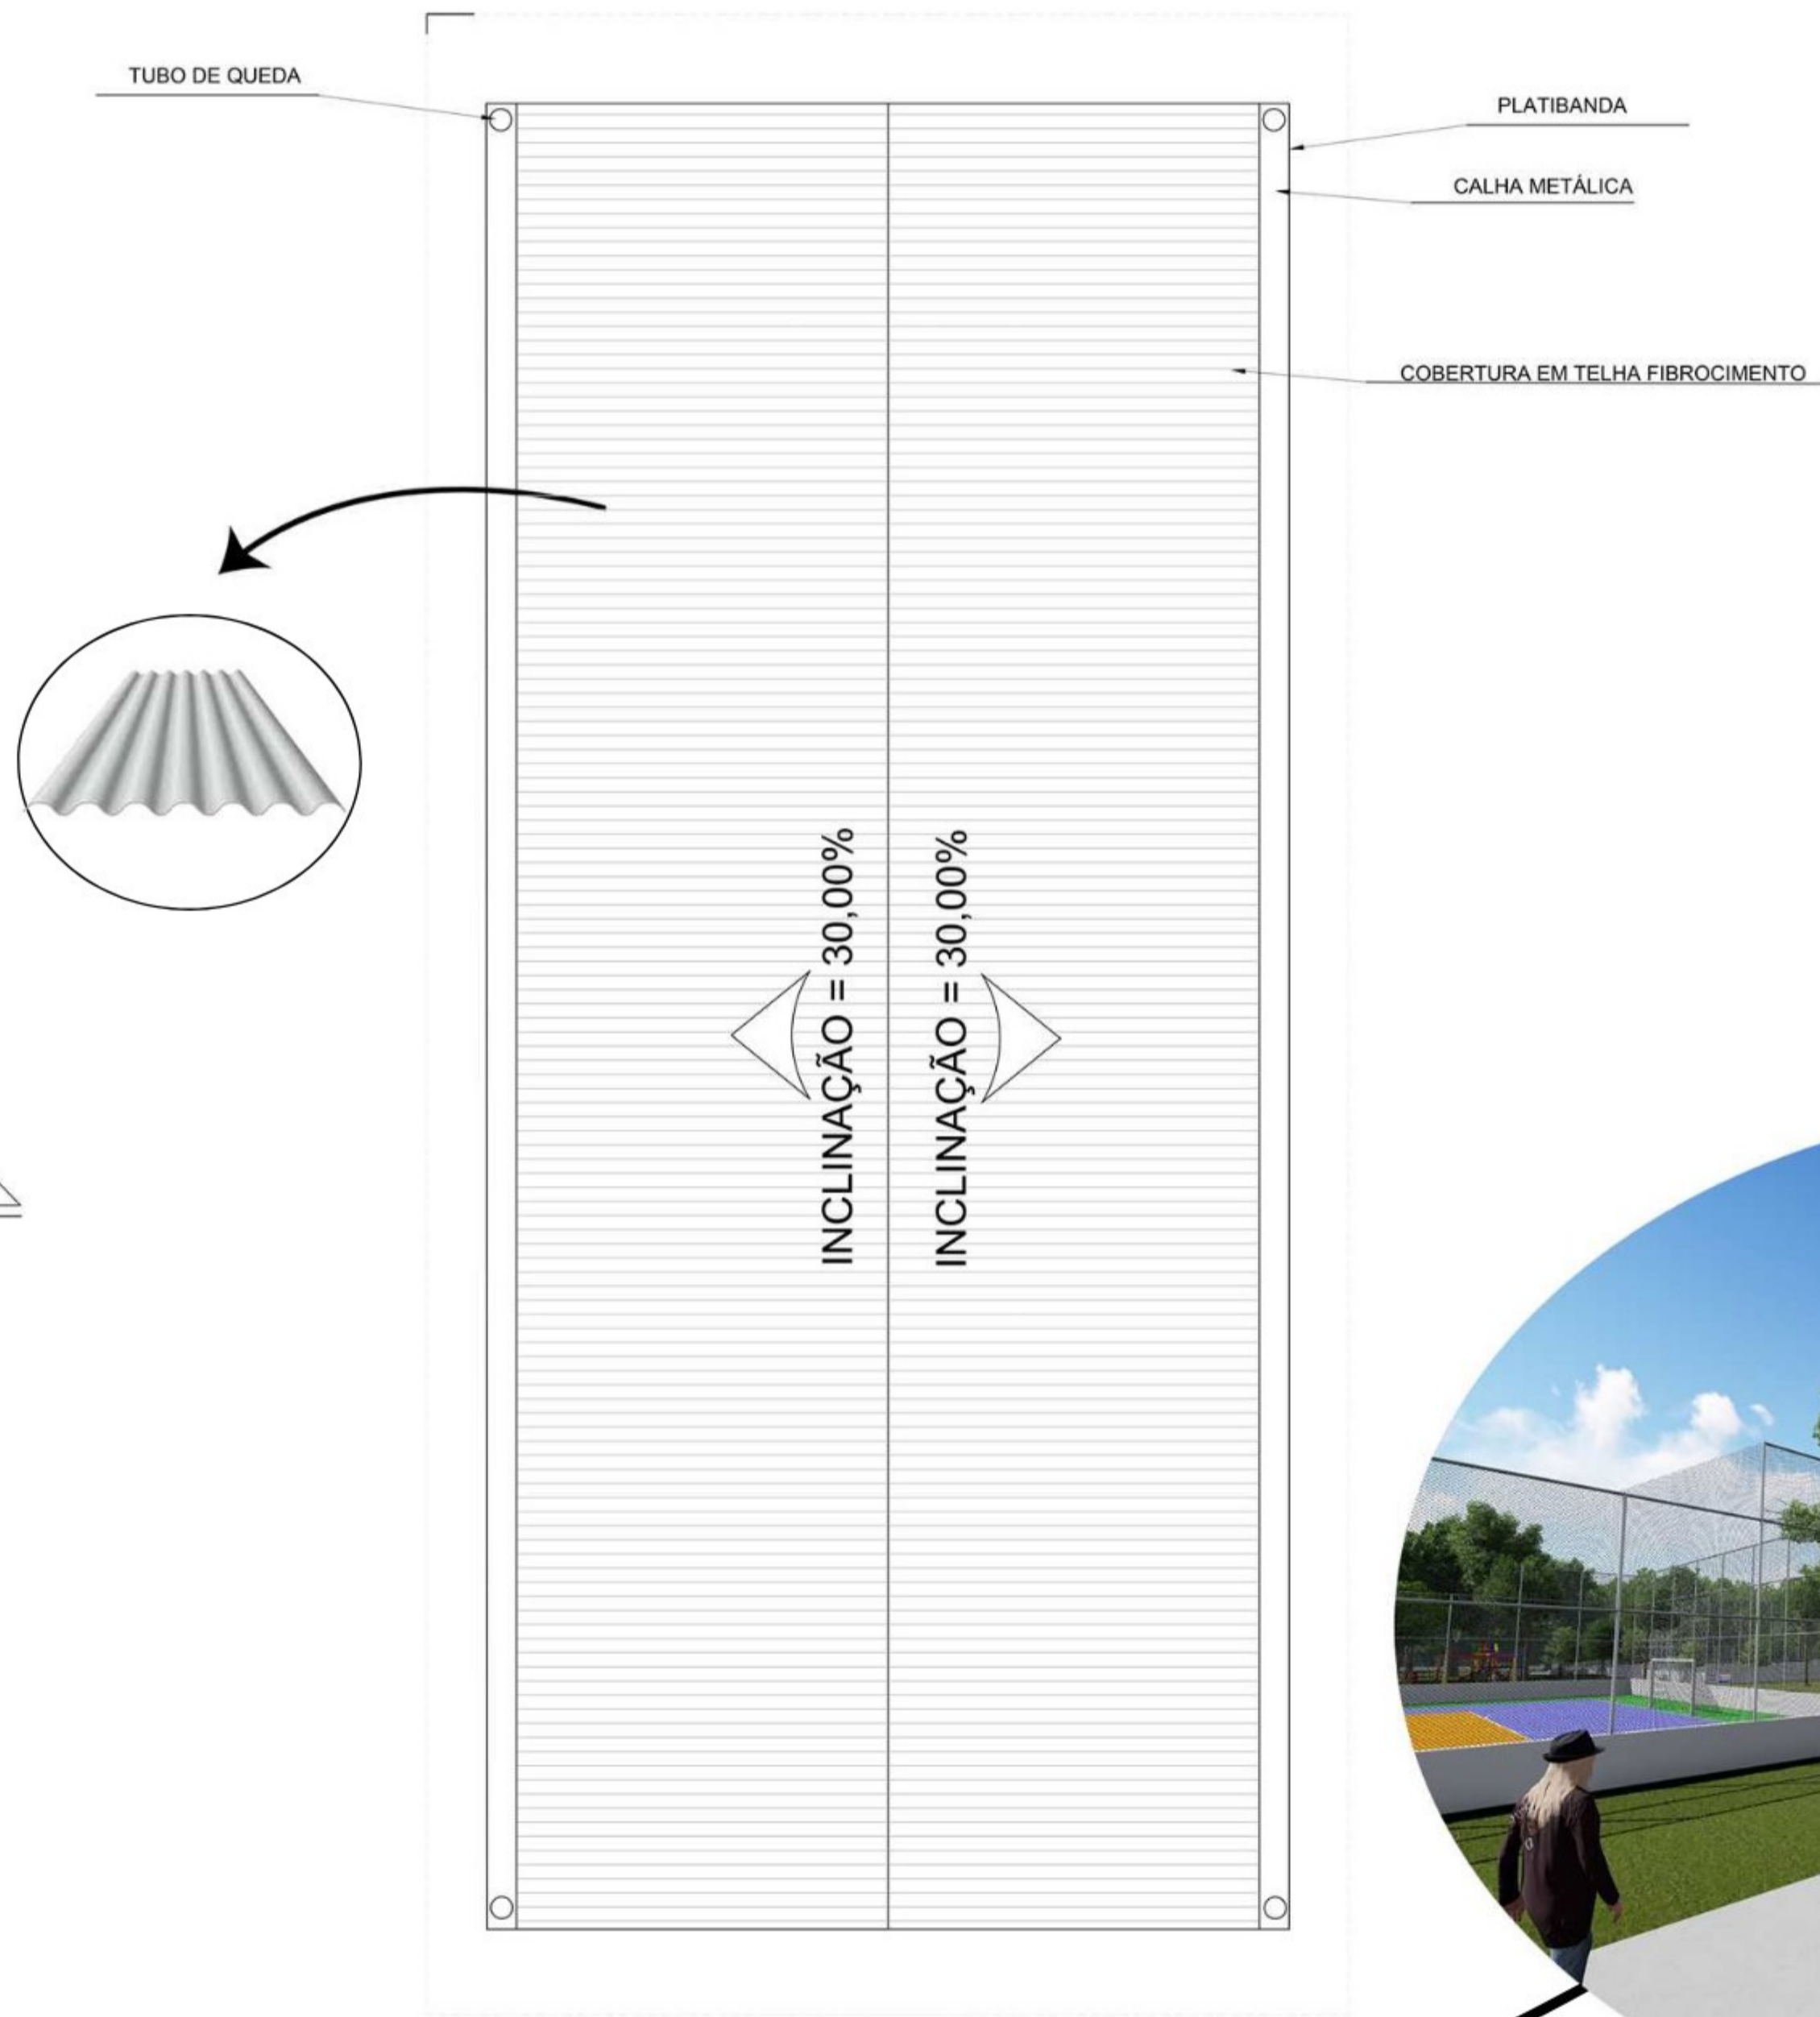 TUBO DE QUEDA
PLATIBANDA
CALHA METÁLICA
COBERTURA EM TELHA FIBROCIMENTO
INCLINAÇÃO = 30,00%
INCLINAÇÃO = 30,00%